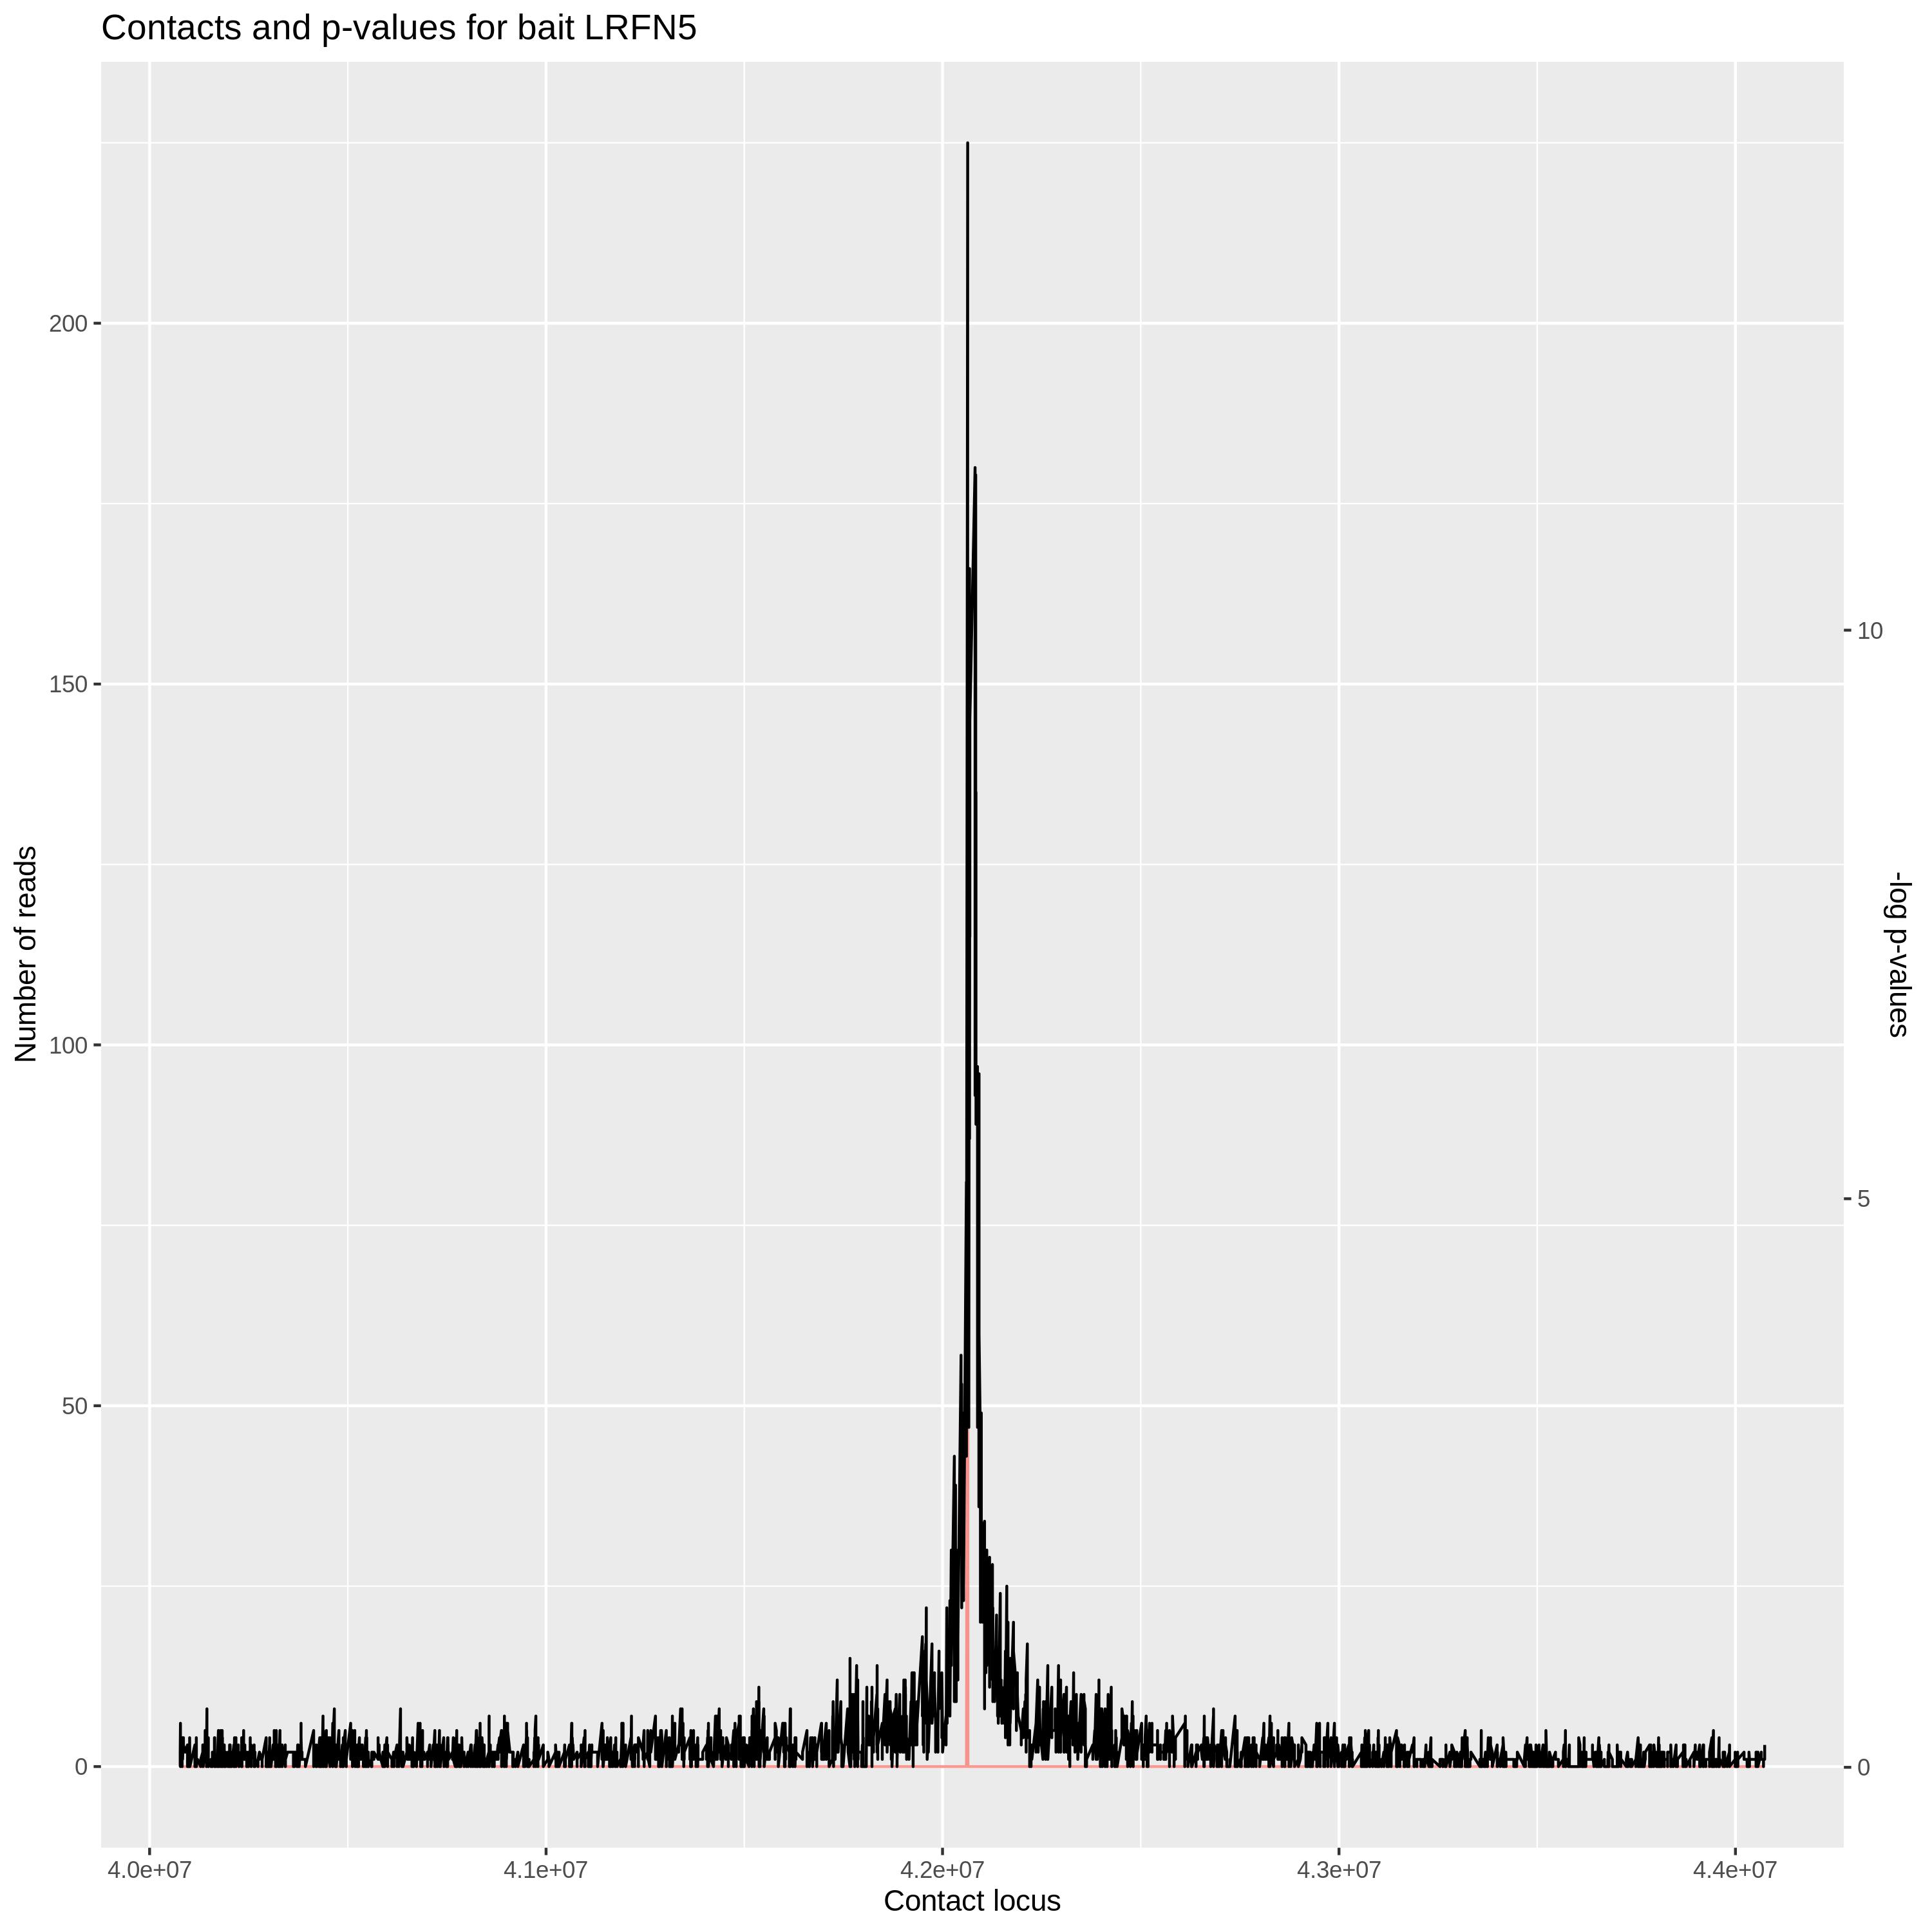 Contacts and p-values for bait LRFN5
200
150
100
50
0
Number of reads
10
5
0
-log p-values
4.0e+07
4.1e+07
4.2e+07
4.3e+07
4.4e+07
Contact locus